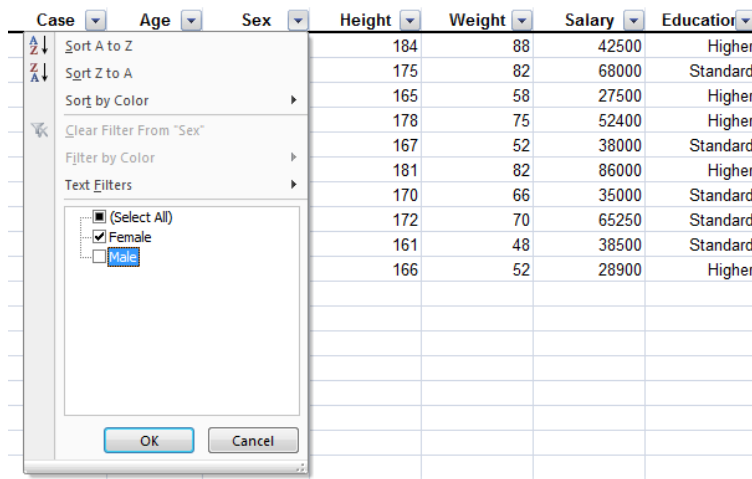 Case Age Sex Height Weight Salary Education
A Z Sort A to Z 184 88 42500 Higher
Z A Sort Z to A 175 82 68000 Standard
Sort by Color 165 58 27500 Higher
Clear Filter From "Sex" 178 75 52400 Higher
Filter by Color 167 52 38000 Standard
181 82 86000 Higher
Text Filters 170 66 35000 Standard
(Select All) 172 70 65250 Standard
Female 161 48 38500 Standard
Male 166 52 28900 Higher
OK Cancel